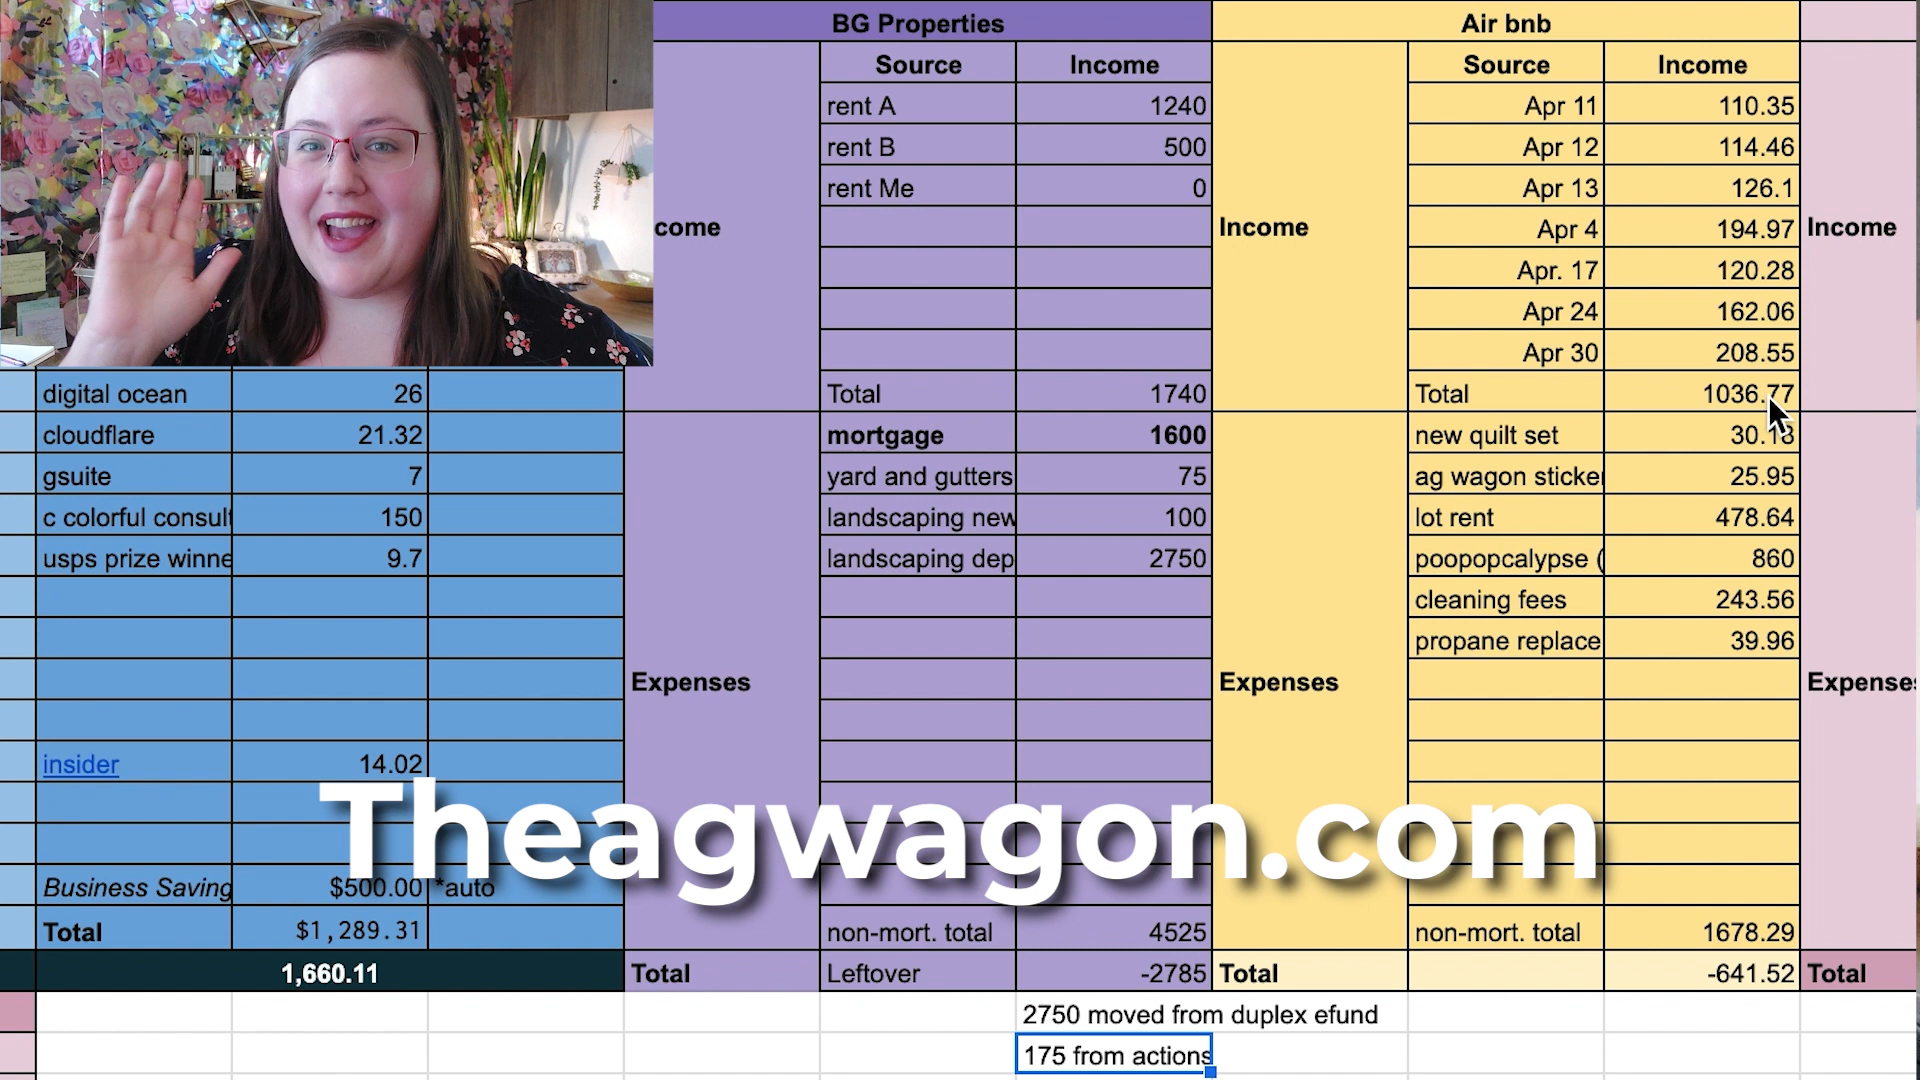 BG Properties Air bnb
Source Income Source Income
rent A 1240 Apr 11 110.35
rent B 500 Apr 12 114.46
rent Me 0 Apr 13 126.1
come Income Apr 4 194.97 Income
Apr. 17 120.28
Apr 24 162.06
Apr 30 208.55
digital ocean 26 Total 1740 Total 1036.77
cloudflare 21.32 mortgage 1600 new quilt set 30.18
gsuite 7 yard and gutters 75 ag wagon sticker 25.95
c colorful consult 150 landscaping new 100 lot rent 478.64
usps prize winne 9.7 landscaping dep 2750 poopopcalypse ( 860
cleaning fees 243.56
propane replace 39.96
Expenses Expenses Expenses
insider 14.02
Theagwagon.com
Business Saving $500.00 *auto
Total $1,289.31 non-mort. total 4525 non-mort. total 1678.29
1,660.11 Total Leftover -2785 Total -641.52 Total
2750 moved from duplex efund
175 from actions